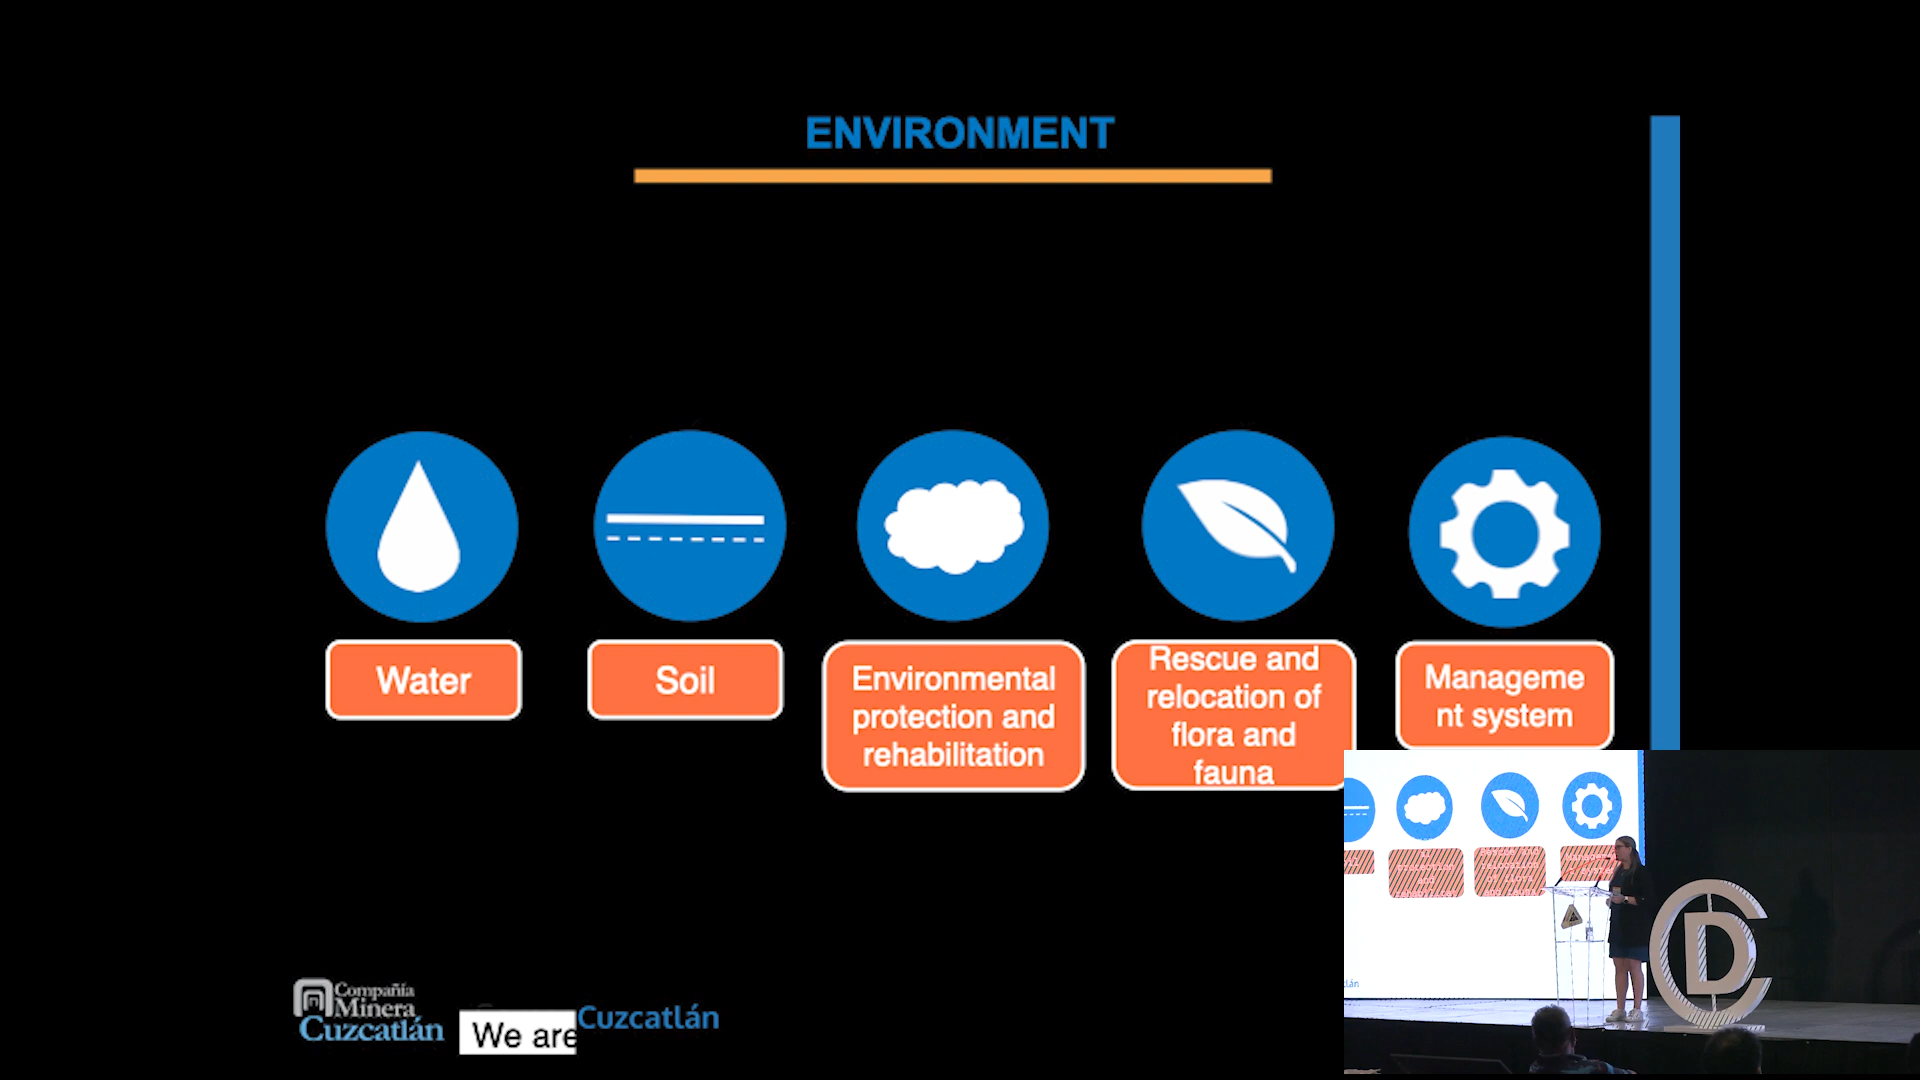 ENVIRONMENT
Water
Soil
Environmental
protection and
rehabilitation
Rescue and
relocation of
flora and
fauna
Manageme
nt system
Compañía
Minera
Cuzcatlán
We are
Cuzcatlán
CD